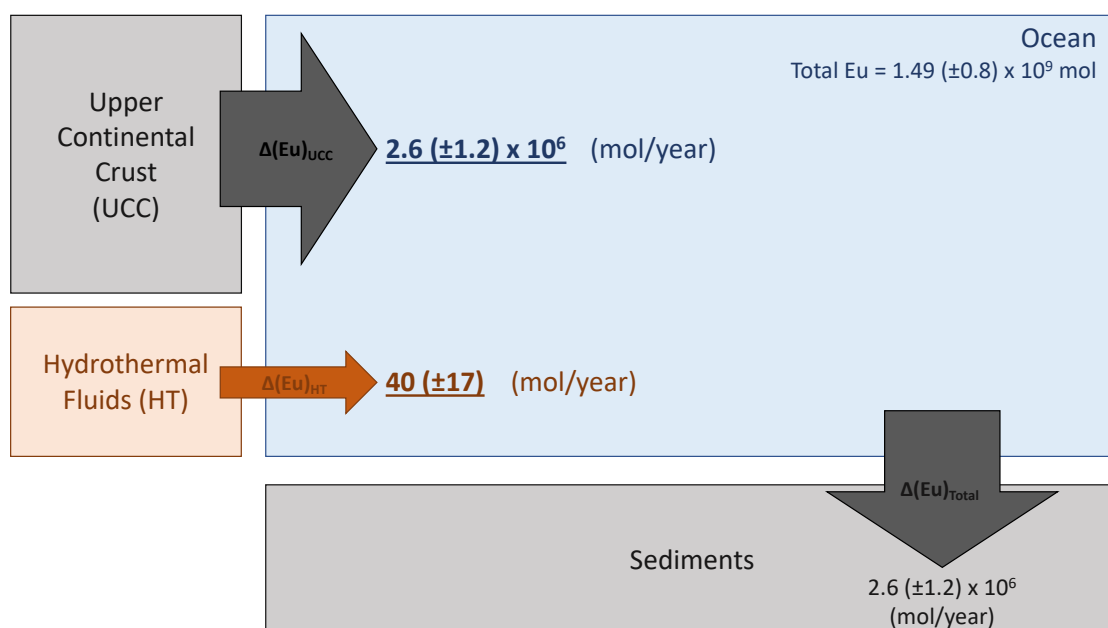 Ocean
Total Eu = 1.49 (±0.8) x 10⁹ mol
Upper
Continental
Crust
(UCC)
Δ(Eu)UCC
2.6 (±1.2) x 10⁶ (mol/year)
Hydrothermal
Fluids (HT)
Δ(Eu)HT
40 (±17) (mol/year)
Δ(Eu)Total
Sediments
2.6 (±1.2) x 10⁶
(mol/year)